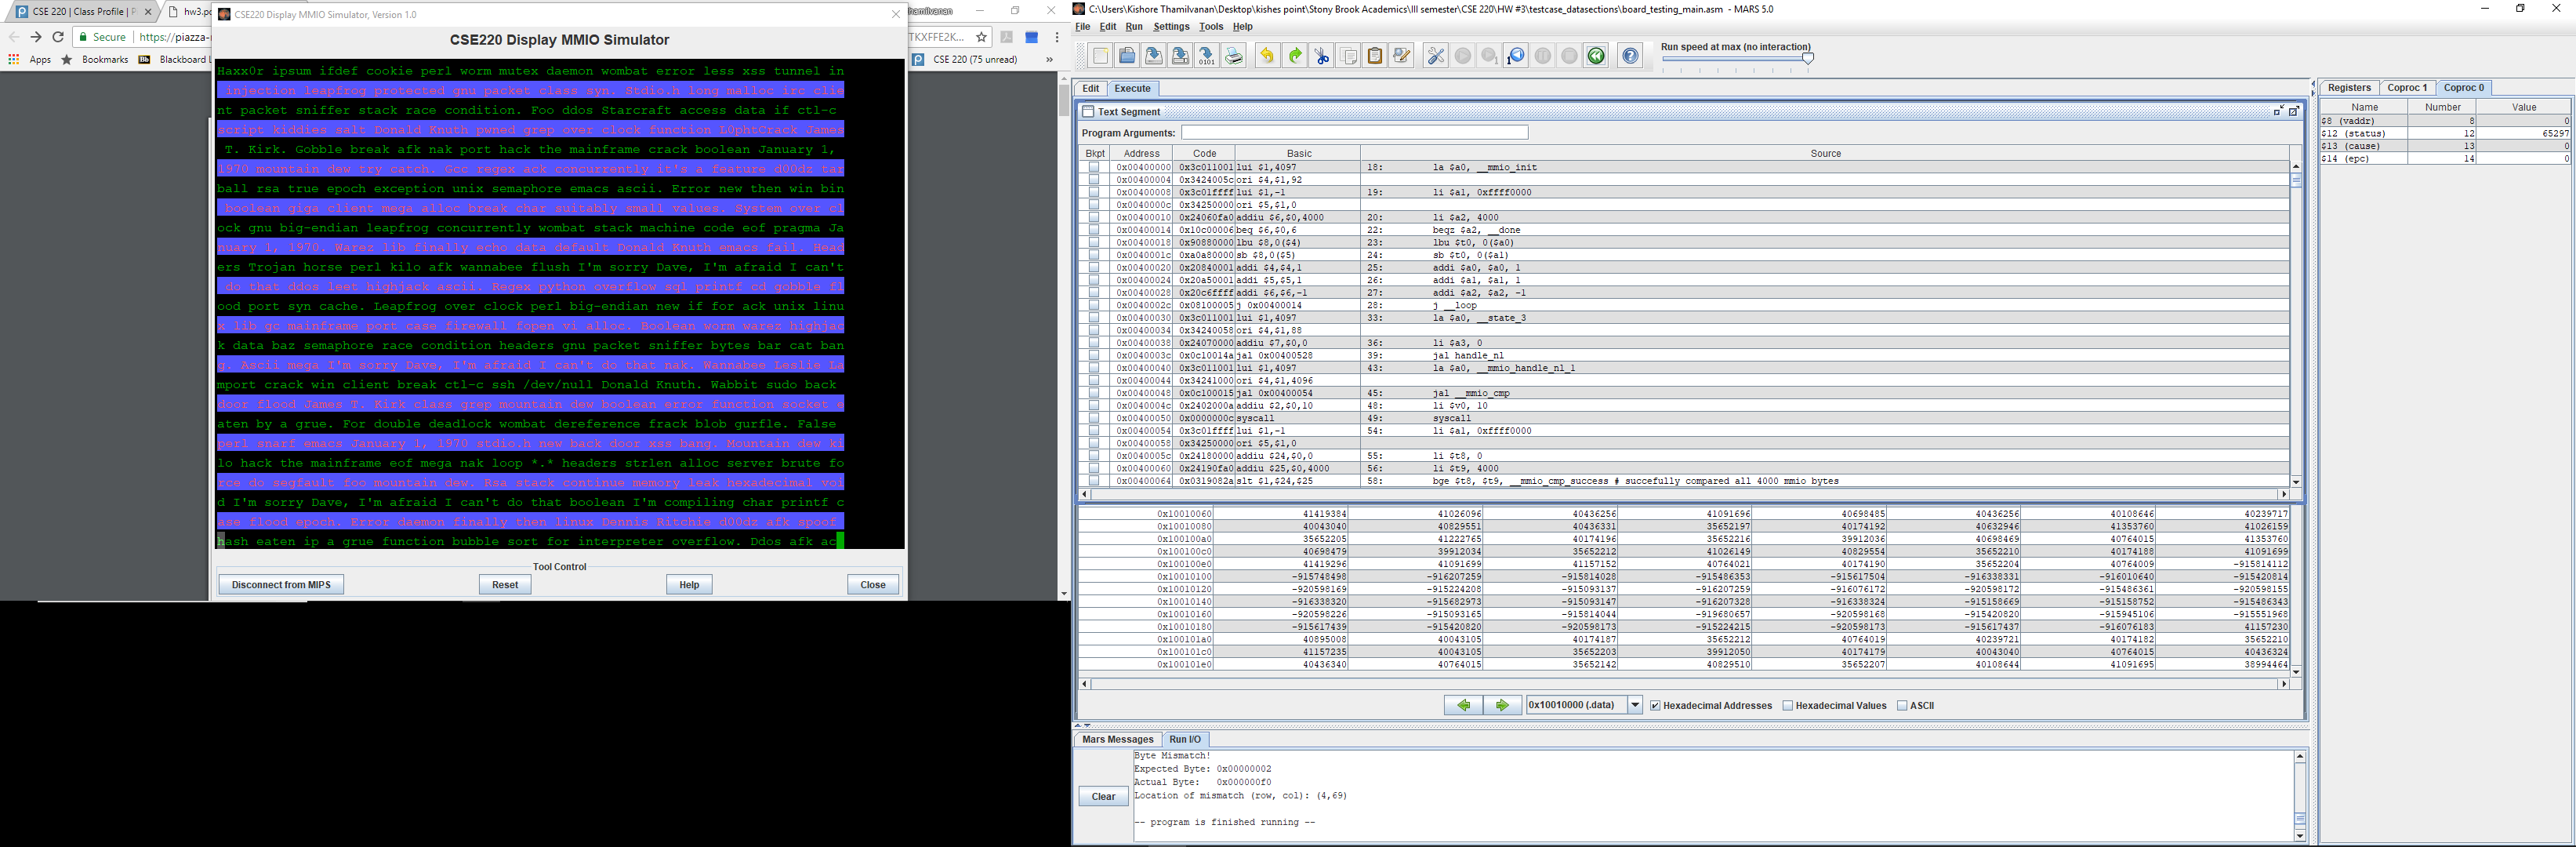 CSE 220 | Class Profile | P
hw3.pd
hamilvanan
Secure
https://piazza-r
TKXFFE2K...
Apps
Bookmarks
Blackboard L
CSE 220 (75 unread)
CSE220 Display MMIO Simulator, Version 1.0
CSE220 Display MMIO Simulator
Haxx0r ipsum ifdef cookie perl worm mutex daemon wombat error less xss tunnel in
injection leapfrog protected gnu packet class syn. Stdio.h long malloc irc clie
nt packet sniffer stack race condition. Foo ddos Starcraft access data if ctl-c
script kiddies salt Donald Knuth pwned grep over clock function L0phtCrack James
T. Kirk. Gobble break afk nak port hack the mainframe crack boolean January 1,
1970 mountain dew try catch. Gcc regex ack concurrently it's a feature d00dz tar
ball rsa true epoch exception unix semaphore emacs ascii. Error new then win bin
boolean giga client mega alloc break char suitably small values. System over cl
ock gnu big-endian leapfrog concurrently wombat stack machine code eof pragma Ja
nuary 1, 1970. Warez lib finally echo data default Donald Knuth emacs fail. Head
ers Trojan horse perl kilo afk wannabee flush I'm sorry Dave, I'm afraid I can't
do that ddos leet highjack ascii. Regex python overflow sql printf cd gobble fl
ood port syn cache. Leapfrog over clock perl big-endian new if for ack unix linu
x lib gc mainframe port case firewall fopen vi alloc. Boolean worm warez highjac
k data baz semaphore race condition headers gnu packet sniffer bytes bar cat ban
g. Ascii mega I'm sorry Dave, I'm afraid I can't do that nak. Wannabee Leslie La
mport crack win client break ctl-c ssh /dev/null Donald Knuth. Wabbit sudo back
door flood James T. Kirk class grep mountain dew boolean error function socket e
aten by a grue. For double deadlock wombat dereference frack blob gurfle. False
perl snarf emacs January 1, 1970 stdio.h new back door xss bang. Mountain dew ki
lo hack the mainframe eof mega nak loop *.* headers strlen alloc server brute fo
rce do segfault foo mountain dew. Rsa stack continue memory leak hexadecimal voi
d I'm sorry Dave, I'm afraid I can't do that boolean I'm compiling char printf c
ase flood epoch. Error daemon finally then linux Dennis Ritchie d00dz afk spoof
hash eaten ip a grue function bubble sort for interpreter overflow. Ddos afk ac
Tool Control
Disconnect from MIPS
Reset
Help
Close
C:\Users\Kishore Thamilvanan\Desktop\kishes point\Stony Brook Academics\III semester\CSE 220\HW #3\testcase_datasections\board_testing_main.asm - MARS 5.0
File Edit Run Settings Tools Help
Run speed at max (no interaction)
Edit Execute
Text Segment
Program Arguments:
Bkpt Address Code Basic Source
0x00400000 0x3c011001 lui $1,4097 18: la $a0, __mmio_init
0x00400004 0x3424005c ori $4,$1,92
0x00400008 0x3c01ffff lui $1,-1 19: li $a1, 0xffff0000
0x0040000c 0x34250000 ori $5,$1,0
0x00400010 0x24060fa0 addiu $6,$0,4000 20: li $a2, 4000
0x00400014 0x10c00006 beq $6,$0,6 22: beqz $a2, __done
0x00400018 0x90880000 lbu $8,0($4) 23: lbu $t0, 0($a0)
0x0040001c 0xa0a80000 sb $8,0($5) 24: sb $t0, 0($a1)
0x00400020 0x20840001 addi $4,$4,1 25: addi $a0, $a0, 1
0x00400024 0x20a50001 addi $5,$5,1 26: addi $a1, $a1, 1
0x00400028 0x20c6ffff addi $6,$6,-1 27: addi $a2, $a2, -1
0x0040002c 0x08100005 j 0x00400014 28: j __loop
0x00400030 0x3c011001 lui $1,4097 33: la $a0, __state_3
0x00400034 0x34240058 ori $4,$1,88
0x00400038 0x24070000 addiu $7,$0,0 36: li $a3, 0
0x0040003c 0x0c10014a jal 0x00400528 39: jal handle_nl
0x00400040 0x3c011001 lui $1,4097 43: la $a0, __mmio_handle_nl_1
0x00400044 0x34241000 ori $4,$1,4096
0x00400048 0x0c100015 jal 0x00400054 45: jal __mmio_cmp
0x0040004c 0x2402000a addiu $2,$0,10 48: li $v0, 10
0x00400050 0x0000000c syscall 49: syscall
0x00400054 0x3c01ffff lui $1,-1 54: li $a1, 0xffff0000
0x00400058 0x34250000 ori $5,$1,0
0x0040005c 0x24180000 addiu $24,$0,0 55: li $t8, 0
0x00400060 0x24190fa0 addiu $25,$0,4000 56: li $t9, 4000
0x00400064 0x0319082a slt $1,$24,$25 58: bge $t8, $t9, __mmio_cmp_success # succefully compared all 4000 mmio bytes
0x10010060 41419384 41026096 40436256 41091696 40698485 40436256 40108646 40239717
0x10010080 40043040 40829551 40436331 35652197 40174192 40632946 41353760 41026159
0x100100a0 35652205 41222765 40174196 35652216 39912036 40698469 40764015 41353760
0x100100c0 40698479 39912034 35652212 41026149 40829554 35652210 40174188 41091699
0x100100e0 41419296 41091699 41157152 40764021 40174190 35652204 40764009 -915814112
0x10010100 -915748498 -916207259 -915814028 -915486353 -915617504 -916338331 -916010640 -915420814
0x10010120 -920598169 -915224208 -915093137 -916207259 -916076172 -920598172 -915486361 -920598155
0x10010140 -916338320 -915682973 -915093147 -916207328 -916338324 -915158669 -915158752 -915486343
0x10010160 -920598226 -915093165 -915814044 -919680657 -920598168 -915420820 -915945106 -915551968
0x10010180 -915617439 -915420820 -920598173 -915224215 -920598173 -915617437 -916076183 41157230
0x100101a0 40895008 40043105 40174187 35652212 40764019 40239721 40174182 35652210
0x100101c0 41157235 40043105 35652203 39912050 40174179 40043040 40764015 40436324
0x100101e0 40436340 40764015 35652142 40829510 35652207 40108644 41091695 38994464
0x10010000 (.data)
Hexadecimal Addresses
Hexadecimal Values
ASCII
Mars Messages Run I/O
Byte Mismatch!
Expected Byte: 0x00000002
Actual Byte: 0x000000f0
Location of mismatch (row, col): (4,69)
-- program is finished running --
Clear
Registers Coproc 1 Coproc 0
Name Number Value
$8 (vaddr) 8 0
$12 (status) 12 65297
$13 (cause) 13 0
$14 (epc) 14 0